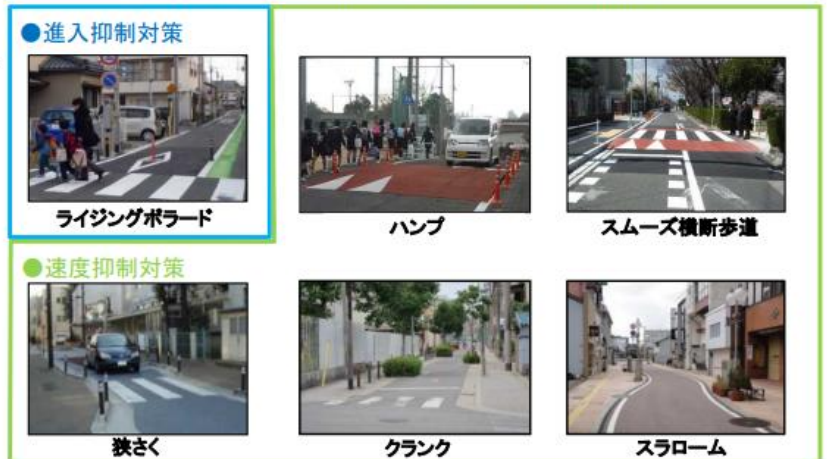 ●進入抑制対策
ライジングボラード
ハンプ
スムーズ横断歩道
●速度抑制対策
狭さく
クランク
スラローム